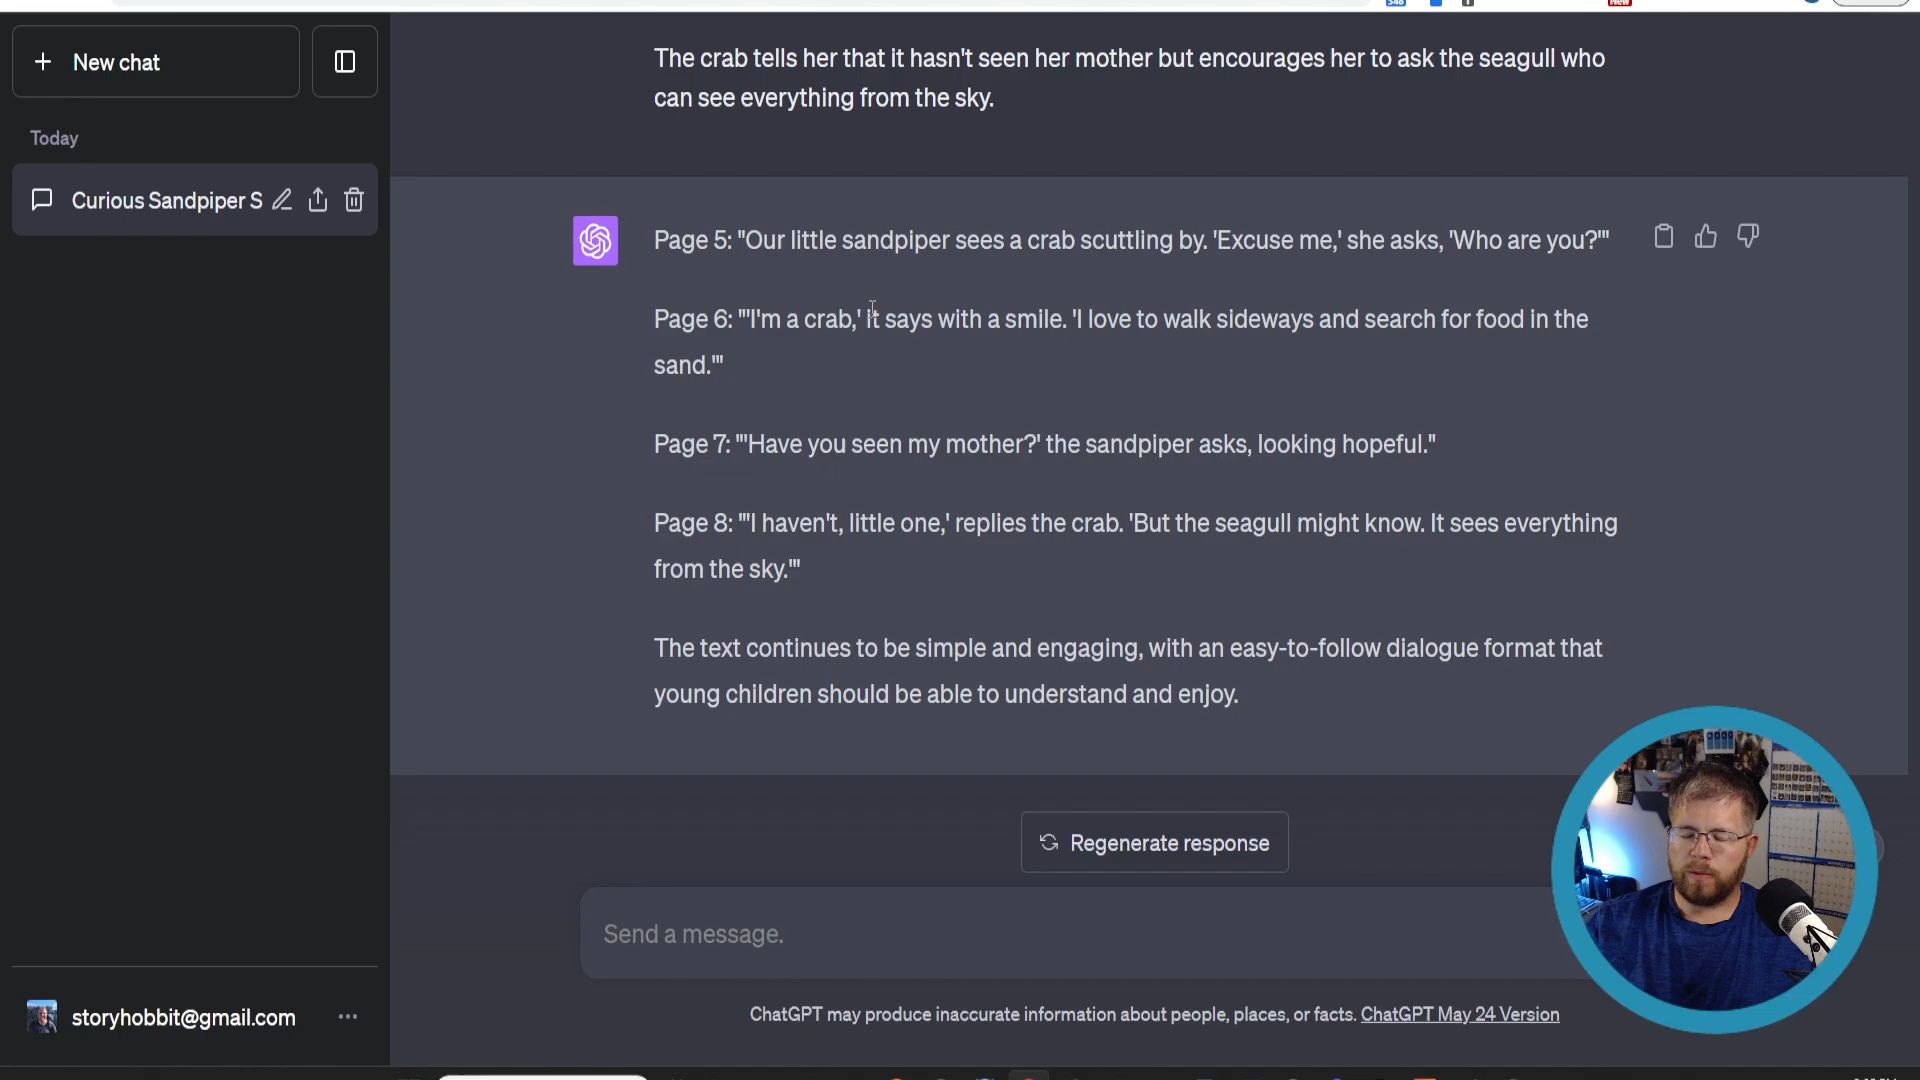 New chat
Today
Curious Sandpiper S
The crab tells her that it hasn't seen her mother but encourages her to ask the seagull who
can see everything from the sky.
Page 5: "Our little sandpiper sees a crab scuttling by. 'Excuse me,' she asks, 'Who are you?'"
Page 6: "'I'm a crab,' it says with a smile. 'I love to walk sideways and search for food in the
sand.'"
Page 7: "'Have you seen my mother?' the sandpiper asks, looking hopeful."
Page 8: "'I haven't, little one,' replies the crab. 'But the seagull might know. It sees everything
from the sky.'"
The text continues to be simple and engaging, with an easy-to-follow dialogue format that
young children should be able to understand and enjoy.
Regenerate response
Send a message.
storyhobbit@gmail.com
ChatGPT may produce inaccurate information about people, places, or facts. ChatGPT May 24 Version